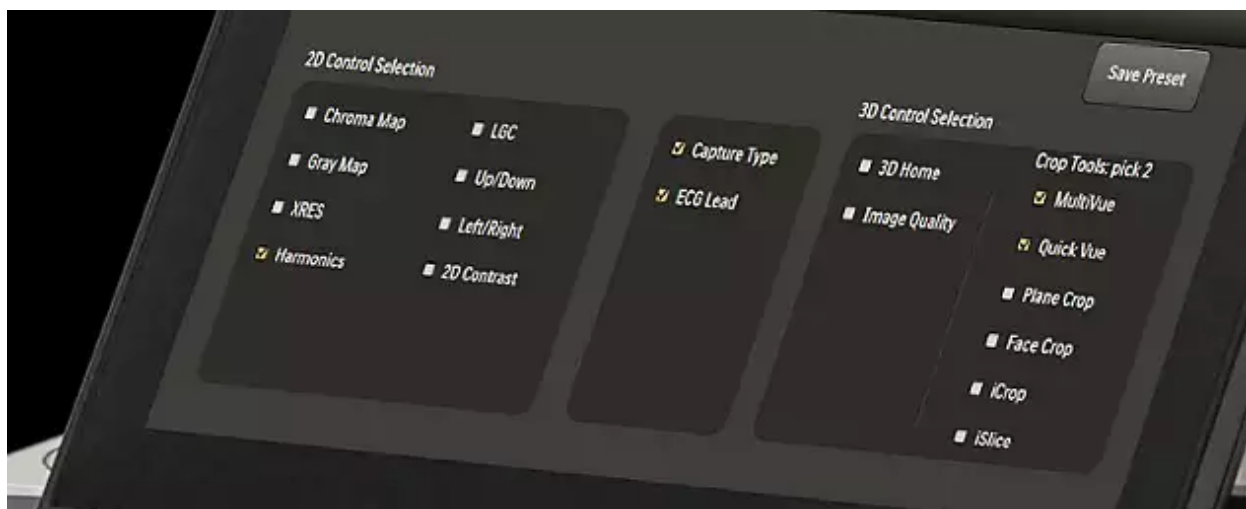 Save Preset
2D Control Selection
Chroma Map
LGC
Gray Map
Up/Down
XRES
Left/Right
Harmonics
2D Contrast
Capture Type
ECG Lead
3D Control Selection
3D Home
Image Quality
Crop Tools: pick 2
MultiVue
Quick Vue
Plane Crop
Face Crop
iCrop
iSlice